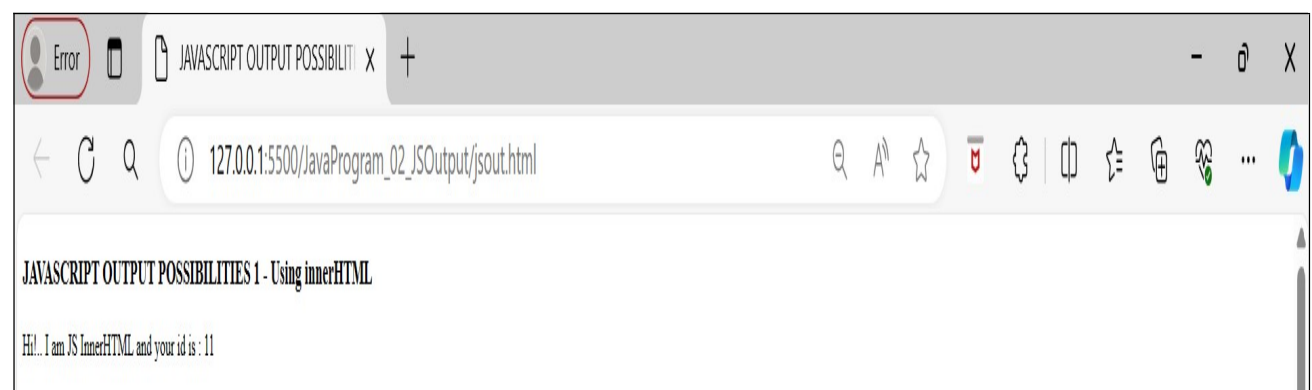 Error JAVASCRIPT OUTPUT POSSIBILITI
127.0.0.1:5500/JavaProgram_02_JSOutput/jsout.html
JAVASCRIPT OUTPUT POSSIBILITIES 1 - Using innerHTML
Hi!.. I am JS InnerHTML and your id is : 11